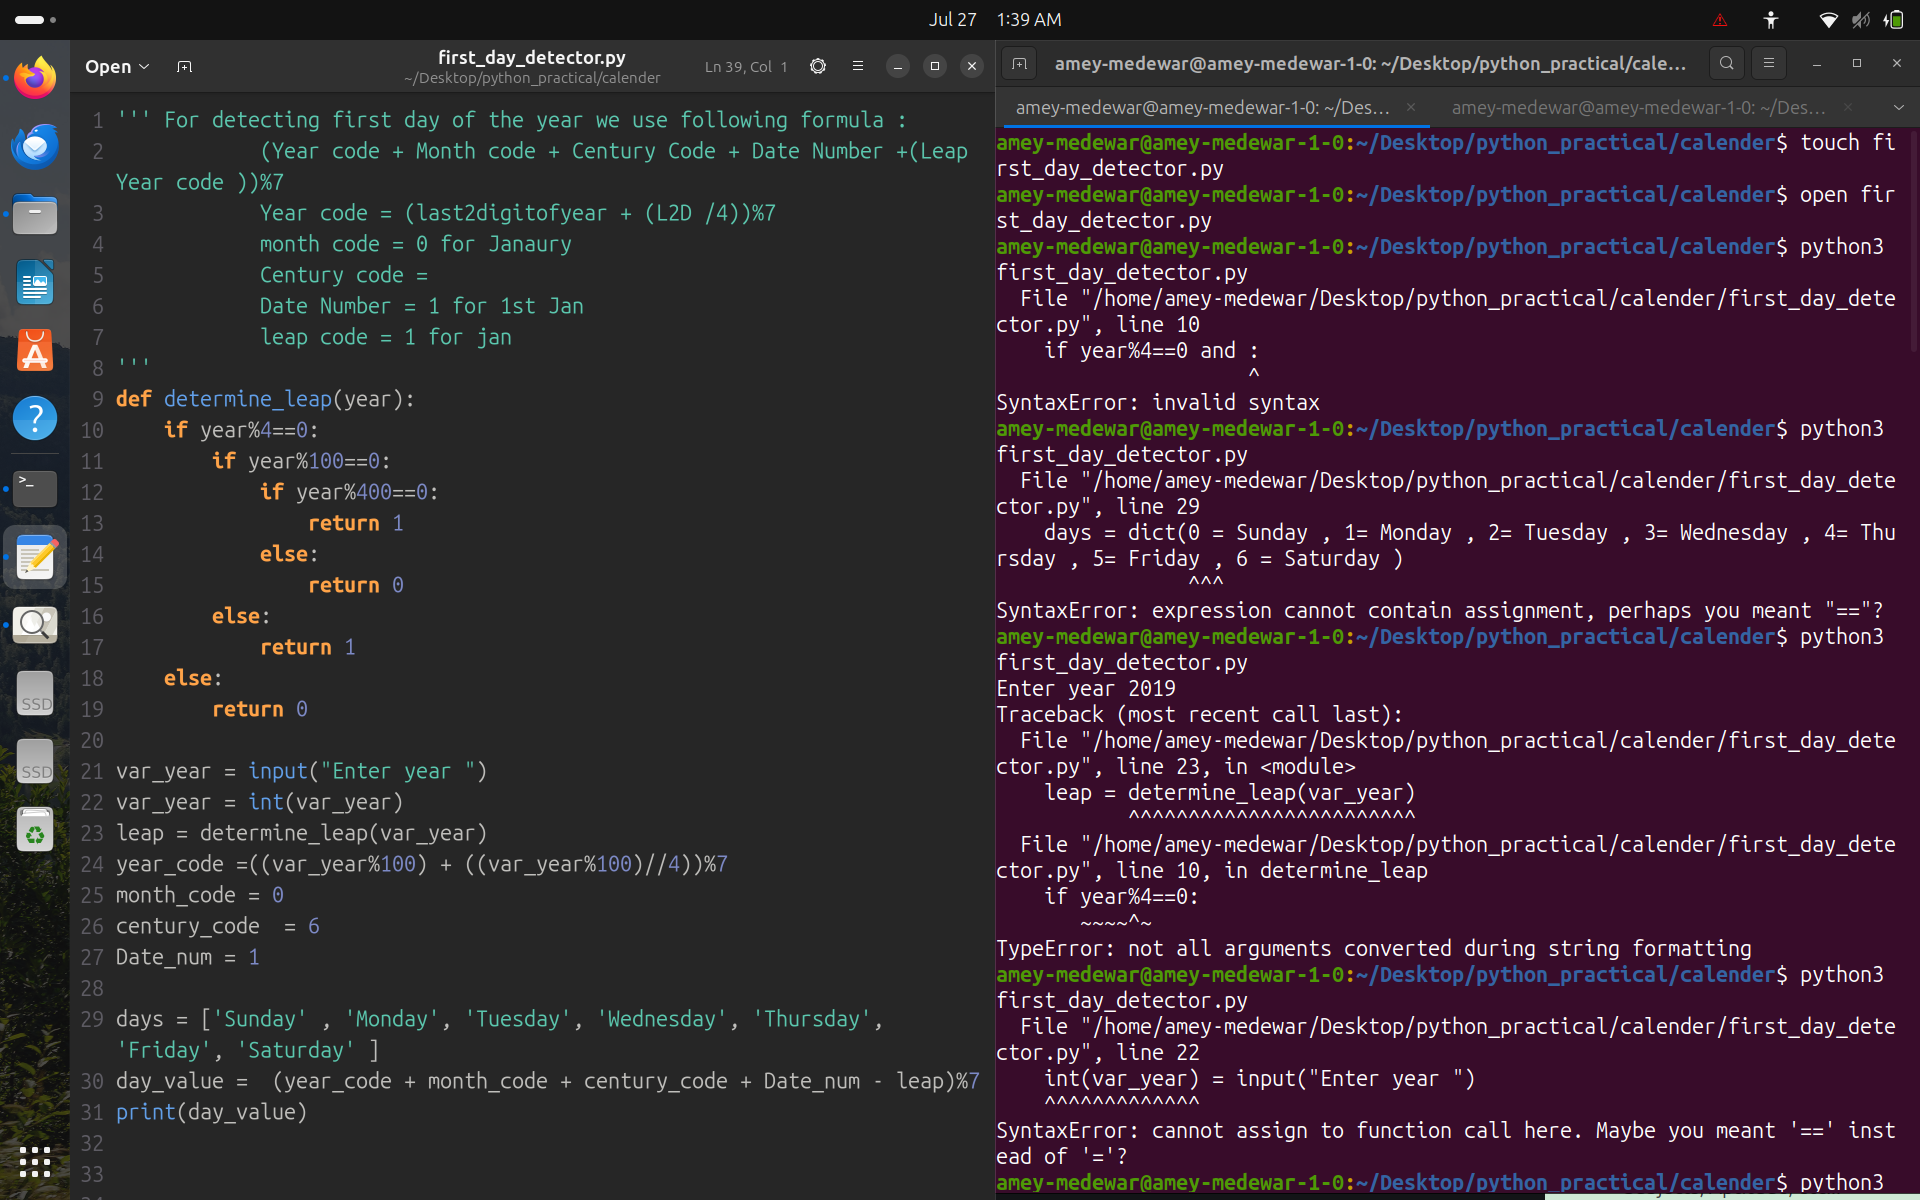 Jul 27 1:39 AM
Open
first_day_detector.py
~/Desktop/python_practical/calender
Ln 39, Col 1
1 ''' For detecting first day of the year we use following formula :
2 (Year code + Month code + Century Code + Date Number +(Leap
Year code ))%7
3 Year code = (last2digitofyear + (L2D /4))%7
4 month code = 0 for Janaury
5 Century code =
6 Date Number = 1 for 1st Jan
7 leap code = 1 for jan
8 '''
9 def determine_leap(year):
10 if year%4==0:
11 if year%100==0:
12 if year%400==0:
13 return 1
14 else:
15 return 0
16 else:
17 return 1
18 else:
19 return 0
20
21 var_year = input("Enter year ")
22 var_year = int(var_year)
23 leap = determine_leap(var_year)
24 year_code =((var_year%100) + ((var_year%100)//4))%7
25 month_code = 0
26 century_code  = 6
27 Date_num = 1
28
29 days = ['Sunday' , 'Monday', 'Tuesday', 'Wednesday', 'Thursday',
'Friday', 'Saturday' ]
30 day_value =  (year_code + month_code + century_code + Date_num - leap)%7
31 print(day_value)
32
33
SSD
SSD
amey-medewar@amey-medewar-1-0: ~/Desktop/python_practical/cale...
amey-medewar@amey-medewar-1-0: ~/Des...
amey-medewar@amey-medewar-1-0: ~/Des...
amey-medewar@amey-medewar-1-0:~/Desktop/python_practical/calender$ touch fi
rst_day_detector.py
amey-medewar@amey-medewar-1-0:~/Desktop/python_practical/calender$ open fir
st_day_detector.py
amey-medewar@amey-medewar-1-0:~/Desktop/python_practical/calender$ python3
first_day_detector.py
File "/home/amey-medewar/Desktop/python_practical/calender/first_day_dete
ctor.py", line 10
if year%4==0 and :
^
SyntaxError: invalid syntax
amey-medewar@amey-medewar-1-0:~/Desktop/python_practical/calender$ python3
first_day_detector.py
File "/home/amey-medewar/Desktop/python_practical/calender/first_day_dete
ctor.py", line 29
days = dict(0 = Sunday , 1= Monday , 2= Tuesday , 3= Wednesday , 4= Thu
rsday , 5= Friday , 6 = Saturday )
^^^
SyntaxError: expression cannot contain assignment, perhaps you meant "=="?
amey-medewar@amey-medewar-1-0:~/Desktop/python_practical/calender$ python3
first_day_detector.py
Enter year 2019
Traceback (most recent call last):
File "/home/amey-medewar/Desktop/python_practical/calender/first_day_dete
ctor.py", line 23, in <module>
leap = determine_leap(var_year)
^^^^^^^^^^^^^^^^^^^^^^^^
File "/home/amey-medewar/Desktop/python_practical/calender/first_day_dete
ctor.py", line 10, in determine_leap
if year%4==0:
~~~~^~
TypeError: not all arguments converted during string formatting
amey-medewar@amey-medewar-1-0:~/Desktop/python_practical/calender$ python3
first_day_detector.py
File "/home/amey-medewar/Desktop/python_practical/calender/first_day_dete
ctor.py", line 22
int(var_year) = input("Enter year ")
^^^^^^^^^^^^^
SyntaxError: cannot assign to function call here. Maybe you meant '==' inst
ead of '='?
amey-medewar@amey-medewar-1-0:~/Desktop/python_practical/calender$ python3